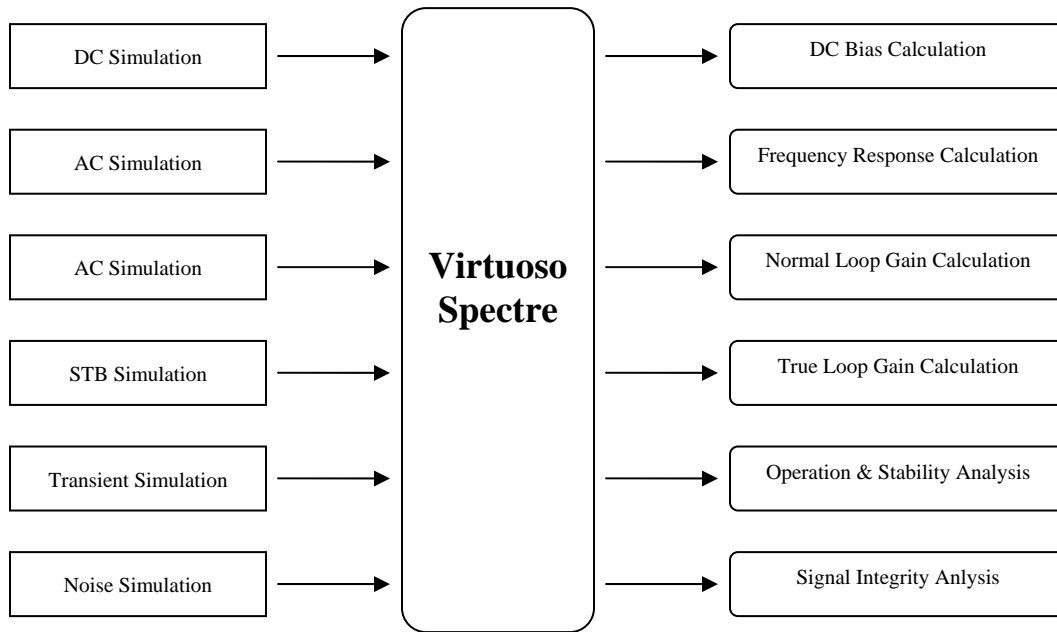 DC Simulation
DC Bias Calculation
AC Simulation
Frequency Response Calculation
AC Simulation
Virtuoso
Spectre
Normal Loop Gain Calculation
STB Simulation
True Loop Gain Calculation
Transient Simulation
Operation & Stability Analysis
Noise Simulation
Signal Integrity Anlysis